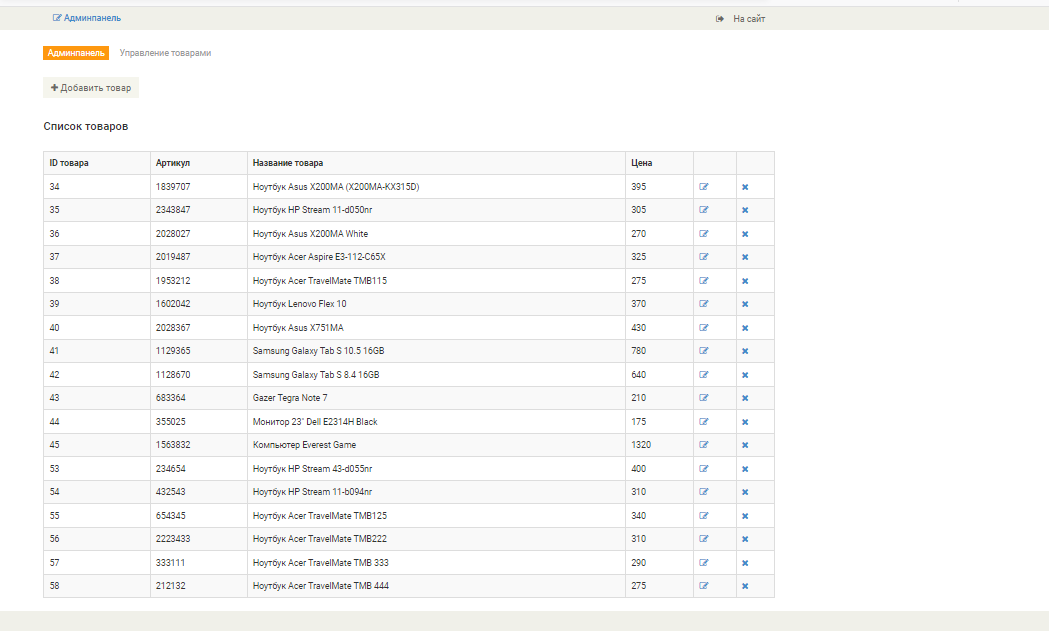 Админпанель
На сайт
Админпанель Управление товарами
Добавить товар
Список товаров
ID товара Артикул Название товара Цена
34 1839707 Ноутбук Asus X200MA (X200MA-KX315D) 395
35 2343847 Ноутбук HP Stream 11-d050nr 305
36 2028027 Ноутбук Asus X200MA White 270
37 2019487 Ноутбук Acer Aspire E3-112-C65X 325
38 1953212 Ноутбук Acer TravelMate TMB115 275
39 1602042 Ноутбук Lenovo Flex 10 370
40 2028367 Ноутбук Asus X751MA 430
41 1129365 Samsung Galaxy Tab S 10.5 16GB 780
42 1128670 Samsung Galaxy Tab S 8.4 16GB 640
43 683364 Gazer Tegra Note 7 210
44 355025 Монитор 23" Dell E2314H Black 175
45 1563832 Компьютер Everest Game 1320
53 234654 Ноутбук HP Stream 43-d055nr 400
54 432543 Ноутбук HP Stream 11-b094nr 310
55 654345 Ноутбук Acer TravelMate TMB125 340
56 2223433 Ноутбук Acer TravelMate TMB222 310
57 333111 Ноутбук Acer TravelMate TMB 333 290
58 212132 Ноутбук Acer TravelMate TMB 444 275